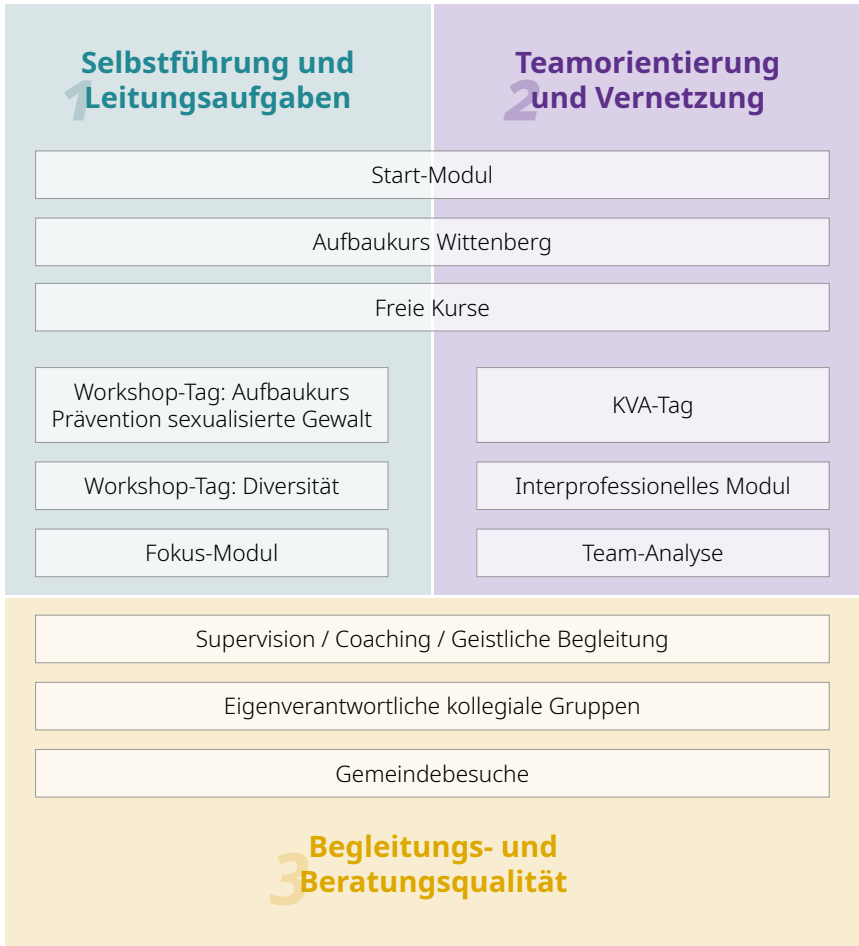 1
Selbstführung und
Leitungsaufgaben
2
Teamorientierung
und Vernetzung
Start-Modul
Aufbaukurs Wittenberg
Freie Kurse
Workshop-Tag: Aufbaukurs
Prävention sexualisierte Gewalt
KVA-Tag
Workshop-Tag: Diversität
Interprofessionelles Modul
Fokus-Modul
Team-Analyse
Supervision / Coaching / Geistliche Begleitung
Eigenverantwortliche kollegiale Gruppen
Gemeindebesuche
3
Begleitungs- und
Beratungsqualität